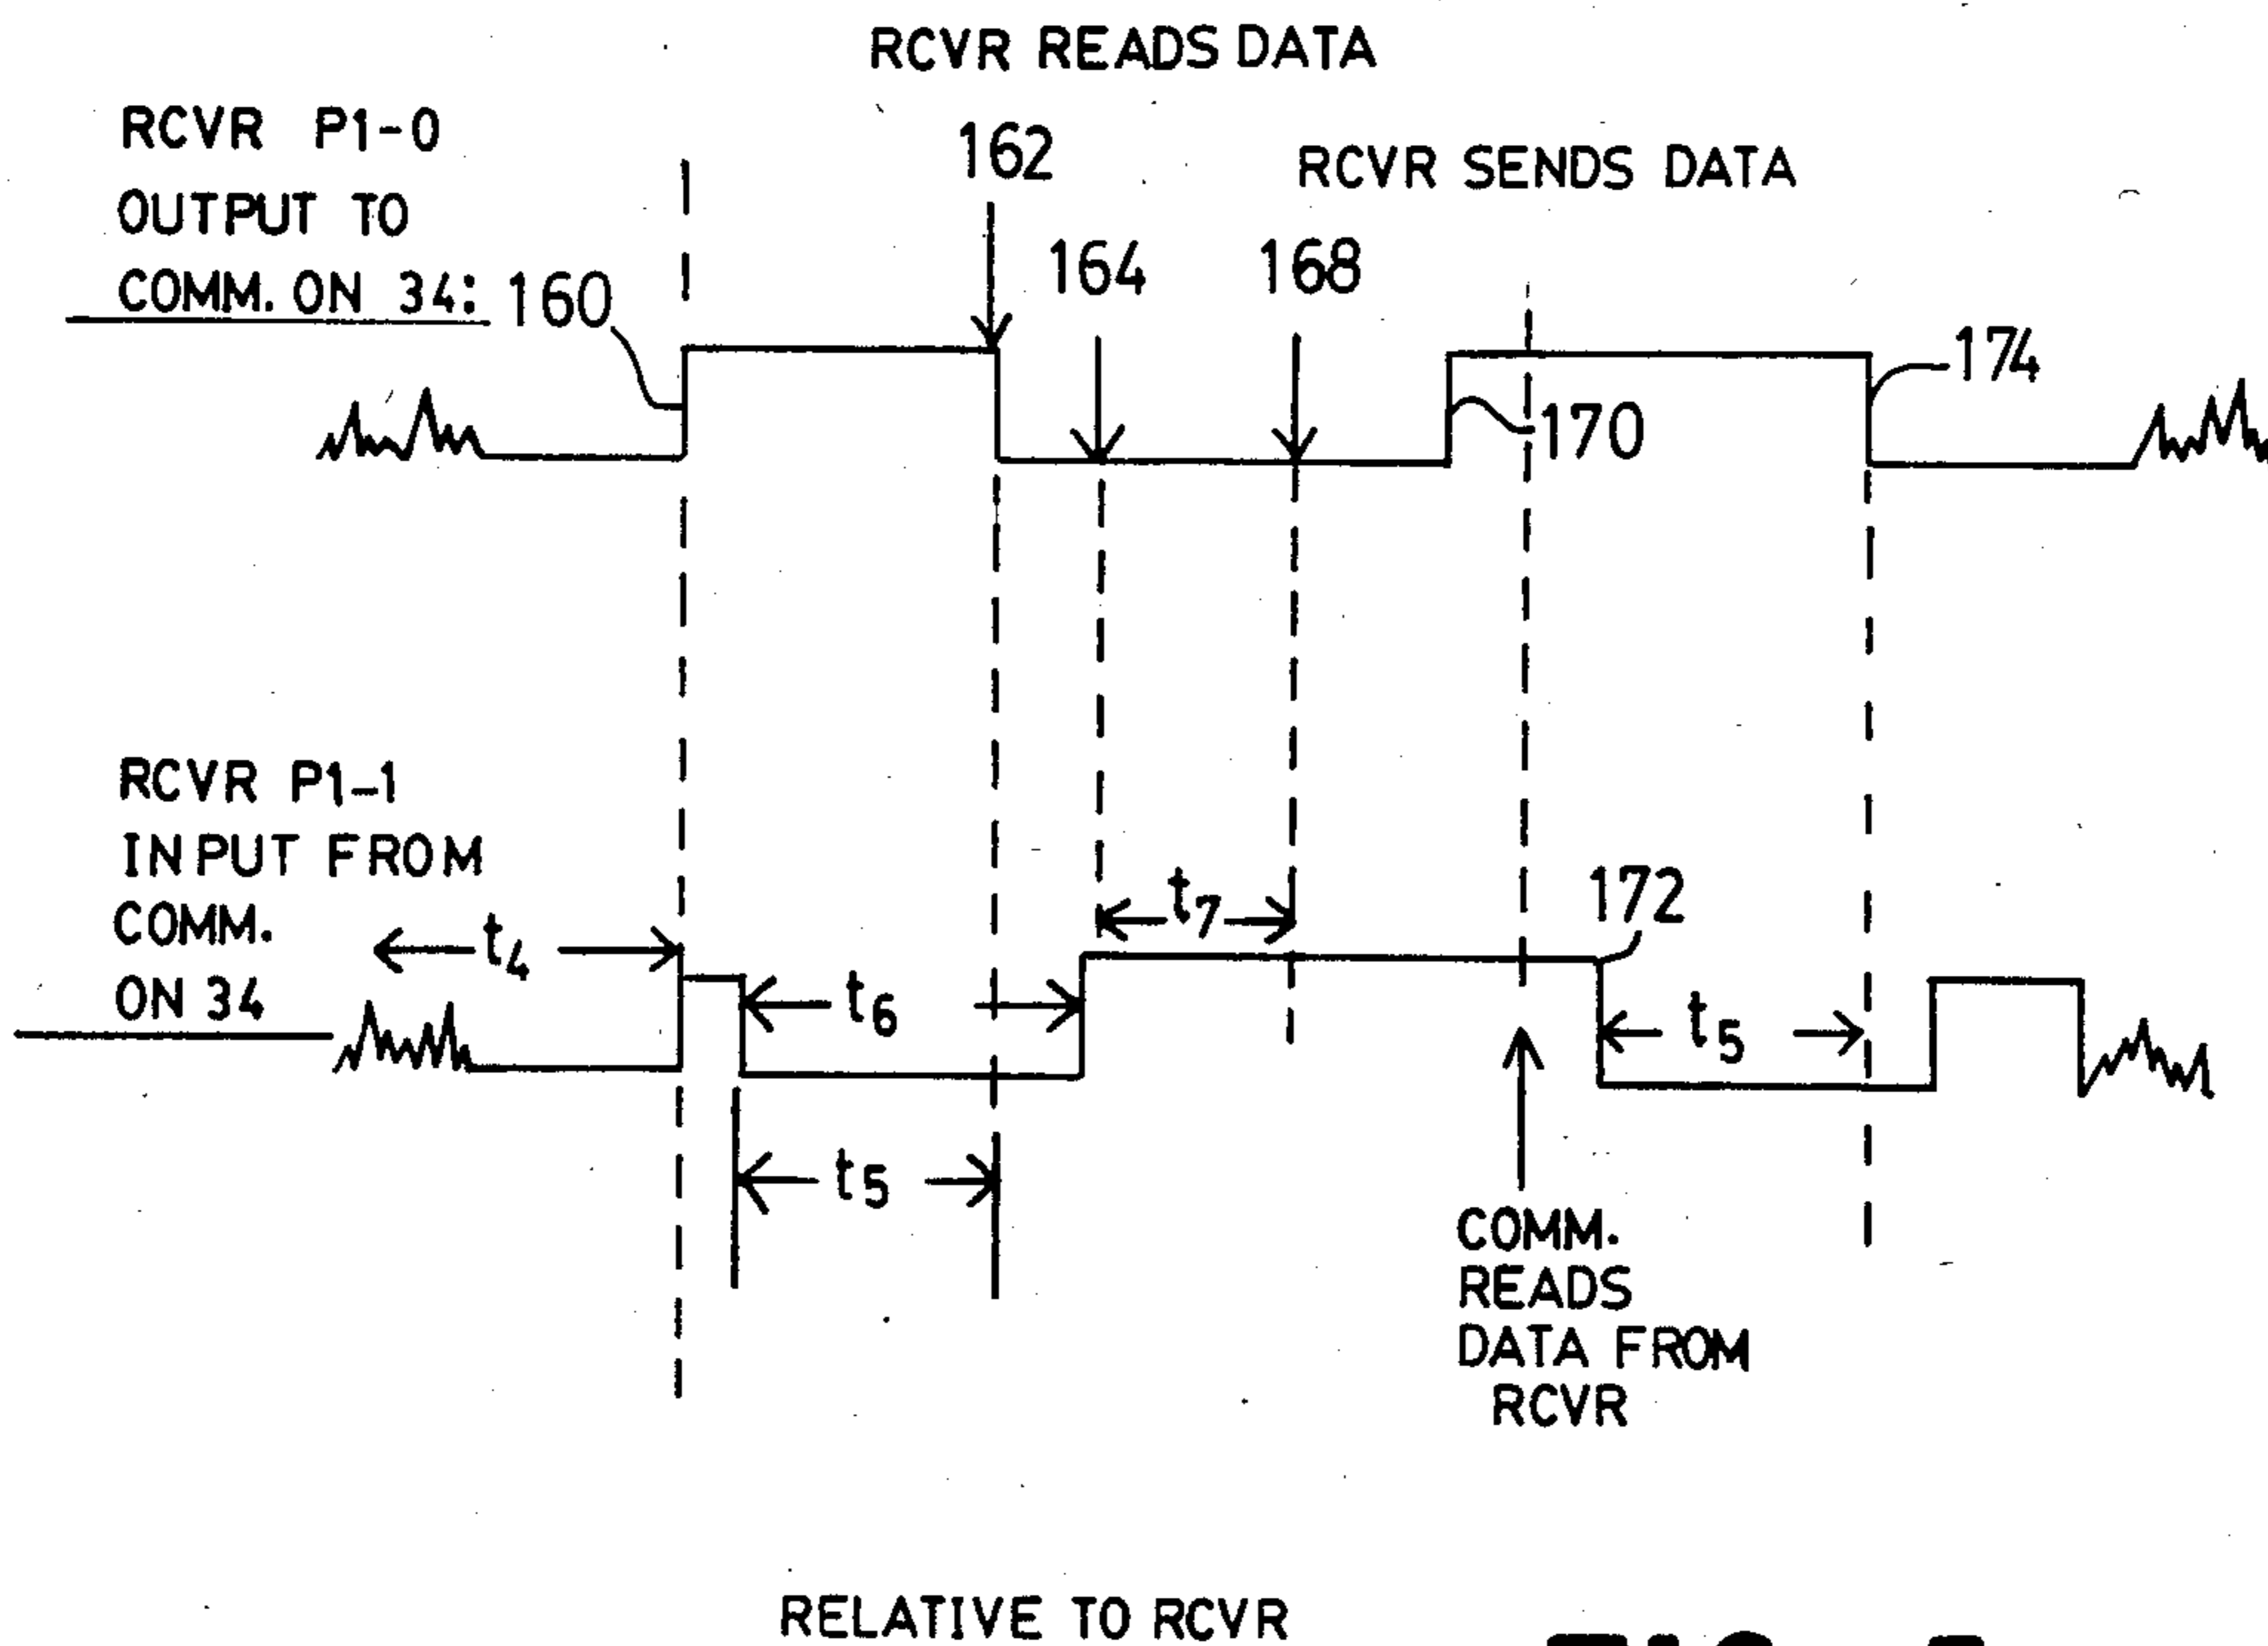 RCVR READS DATA
RCVR P1-0
OUTPUT TO
COMM. ON 34:
160
162
164
168
RCVR SENDS DATA
170
174
RCVR P1-1
INPUT FROM
COMM.
ON 34
t4
t6
t7
172
t5
t5
COMM.
READS
DATA FROM
RCVR
RELATIVE TO RCVR